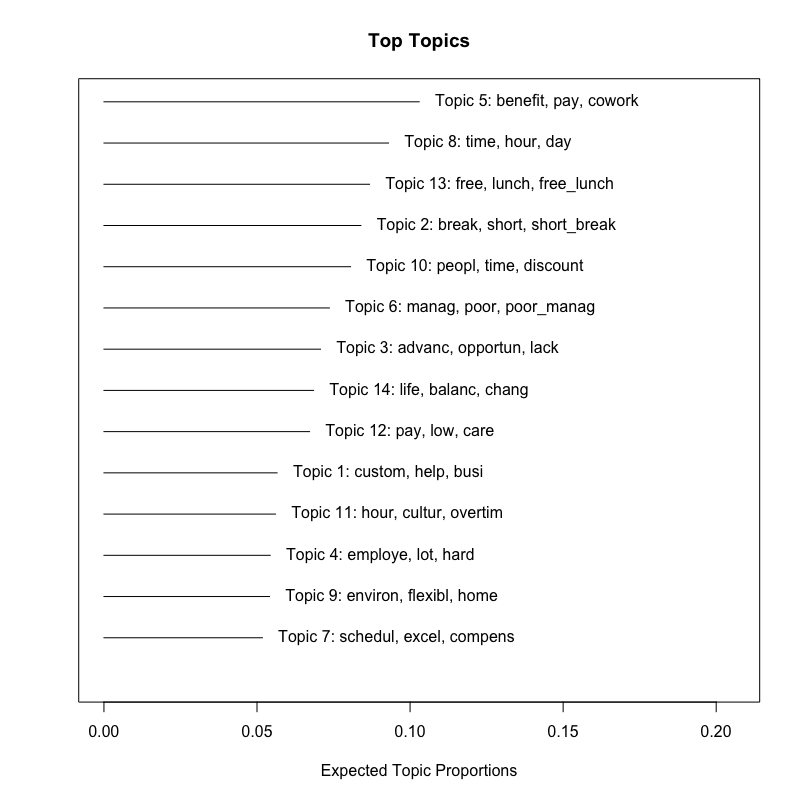 Top Topics
Topic 5: benefit, pay, cowork
Topic 8: time, hour, day
Topic 13: free, lunch, free_lunch
Topic 2: break, short, short_break
Topic 10: peopl, time, discount
Topic 6: manag, poor, poor_manag
Topic 3: advanc, opportun, lack
Topic 14: life, balanc, chang
Topic 12: pay, low, care
Topic 1: custom, help, busi
Topic 11: hour, cultur, overtim
Topic 4: employe, lot, hard
Topic 9: environ, flexibl, home
Topic 7: schedul, excel, compens
0.00 0.05 0.10 0.15 0.20
Expected Topic Proportions